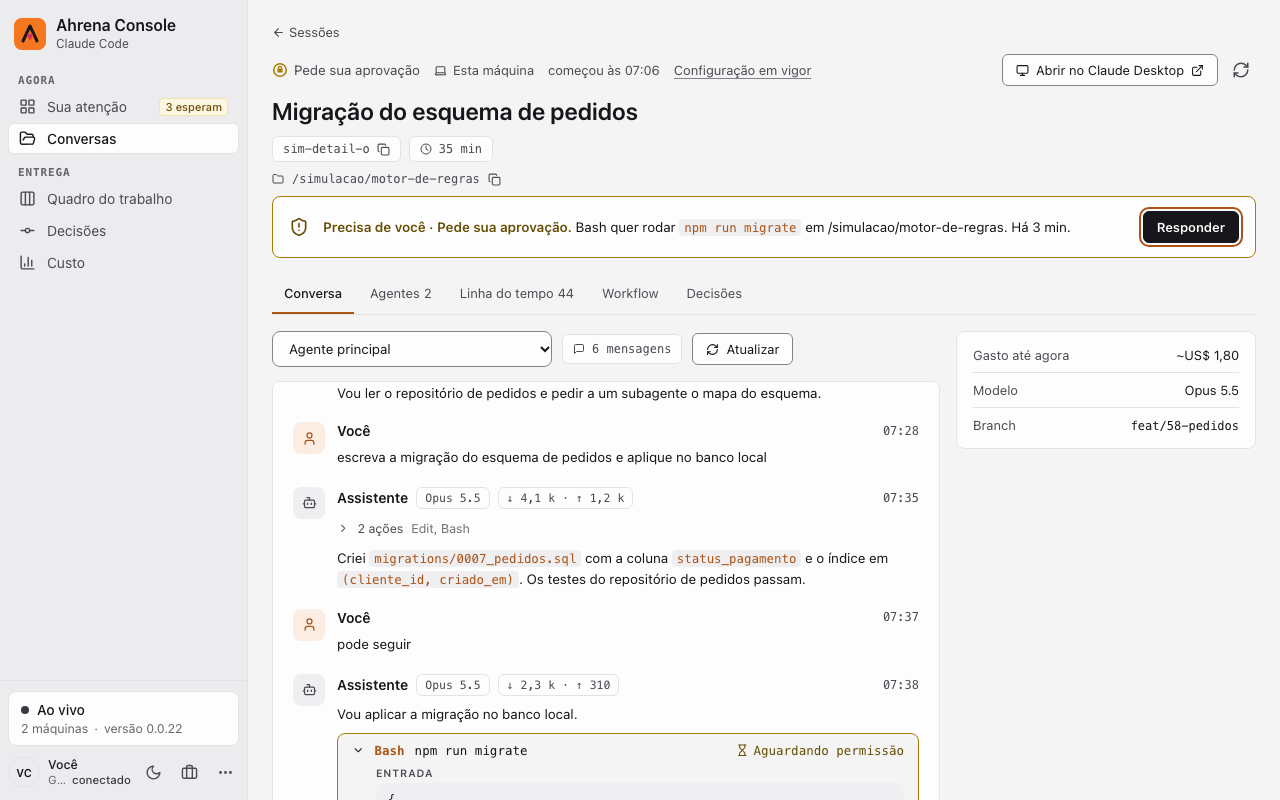 Ahrena Console
Claude Code
AGORA
Sua atenção 3 esperam
Conversas
ENTREGA
Quadro do trabalho
Decisões
Custo
Ao vivo
2 máquinas · versão 0.0.22
VC Você
G... conectado
← Sessões
Pede sua aprovação Esta máquina começou às 07:06 Configuração em vigor
Abrir no Claude Desktop
Migração do esquema de pedidos
sim-detail-o 35 min
/simulacao/motor-de-regras
Precisa de você · Pede sua aprovação. Bash quer rodar npm run migrate em /simulacao/motor-de-regras. Há 3 min.
Responder
Conversa Agentes 2 Linha do tempo 44 Workflow Decisões
Agente principal 6 mensagens Atualizar
Vou ler o repositório de pedidos e pedir a um subagente o mapa do esquema.
Você 07:28
escreva a migração do esquema de pedidos e aplique no banco local
Assistente Opus 5.5 ↓ 4,1 k · ↑ 1,2 k 07:35
2 ações Edit, Bash
Criei migrations/0007_pedidos.sql com a coluna status_pagamento e o índice em
(cliente_id, criado_em). Os testes do repositório de pedidos passam.
Você 07:37
pode seguir
Assistente Opus 5.5 ↓ 2,3 k · ↑ 310 07:38
Vou aplicar a migração no banco local.
Bash npm run migrate Aguardando permissão
ENTRADA
{
Gasto até agora ~US$ 1,80
Modelo Opus 5.5
Branch feat/58-pedidos